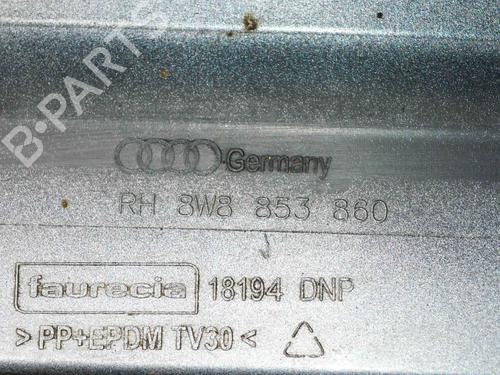 B-PARTS
Germany
RH 8W8 853 860
faurecia 18194 DNP
> PP+EPDM TV30 <